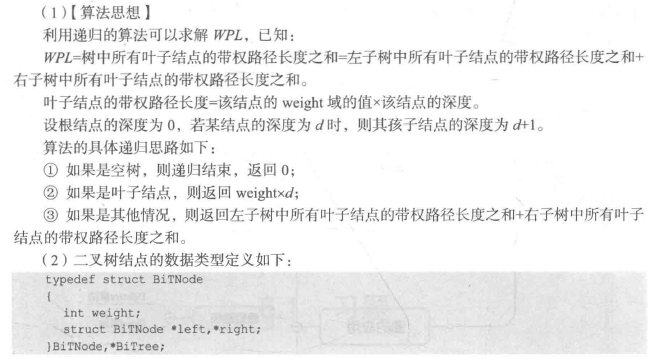 （1）【算法思想】
利用递归的算法可以求解 WPL，已知：
WPL=树中所有叶子结点的带权路径长度之和=左子树中所有叶子结点的带权路径长度之和+
右子树中所有叶子结点的带权路径长度之和。
叶子结点的带权路径长度=该结点的 weight 域的值×该结点的深度。
设根结点的深度为 0，若某结点的深度为 d 时，则其孩子结点的深度为 d+1。
算法的具体递归思路如下：
① 如果是空树，则递归结束，返回 0；
② 如果是叶子结点，则返回 weight×d；
③ 如果是其他情况，则返回左子树中所有叶子结点的带权路径长度之和+右子树中所有叶子
结点的带权路径长度之和。
（2）二叉树结点的数据类型定义如下：
typedef struct BiTNode
{
int weight;
struct BiTNode *left,*right;
}BiTNode,*BiTree;